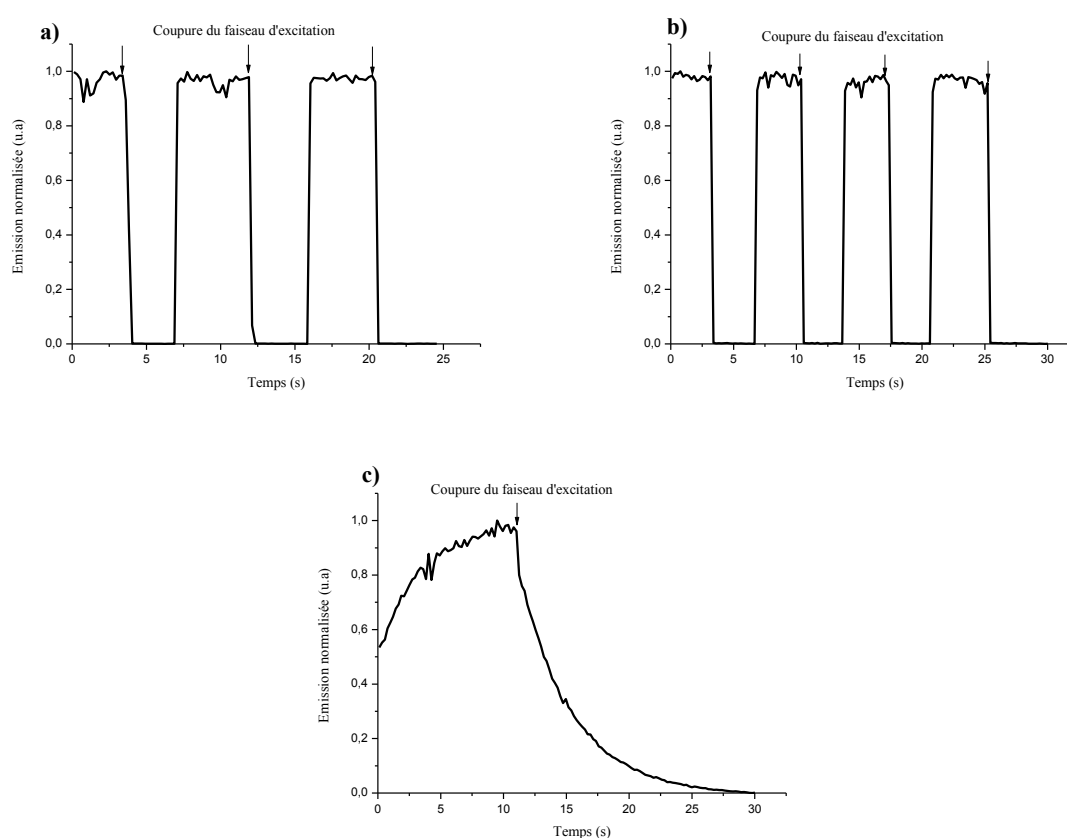 a)
Coupure du faiseau d'excitation
1,0
0,8
0,6
0,4
0,2
0,0
Emission normalisée (u.a)
0 5 10 15 20 25
Temps (s)
b)
Coupure du faiseau d'excitation
1,0
0,8
0,6
0,4
0,2
0,0
Emission normalisée (u.a)
0 5 10 15 20 25 30
Temps (s)
c)
Coupure du faiseau d'excitation
1,0
0,8
0,6
0,4
0,2
0,0
Emission normalisée (u.a)
0 5 10 15 20 25 30
Temps (s)